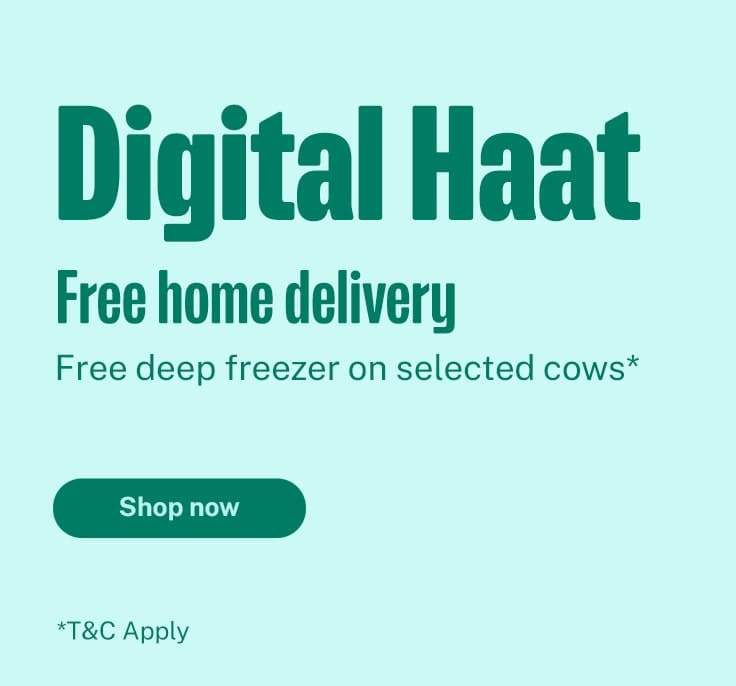 Digital Haat
Free home delivery
Free deep freezer on selected cows*
Shop now
*T&C Apply